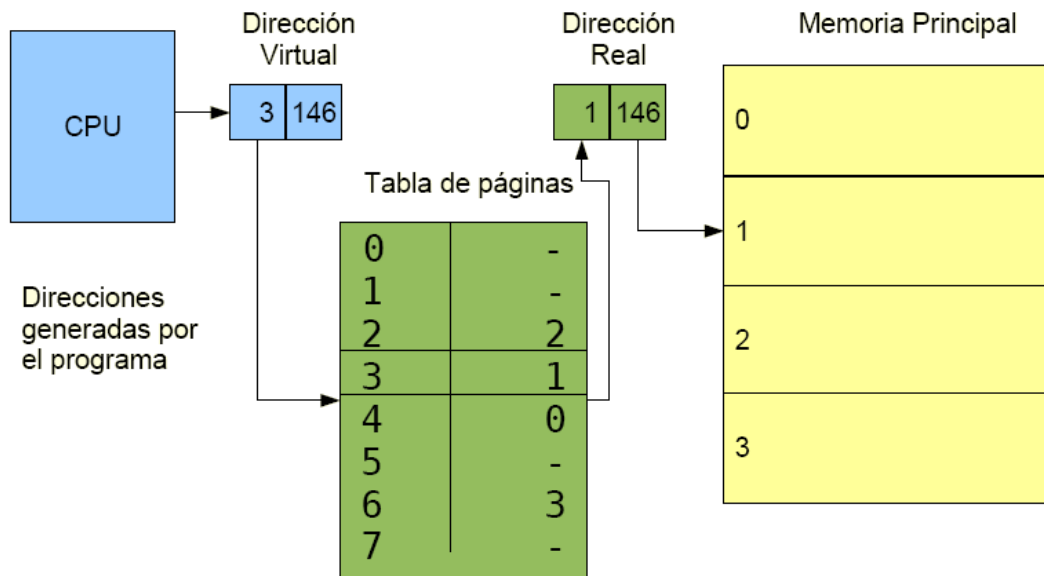 Dirección
Virtual
Dirección
Real
Memoria Principal
CPU
3 146
1 146
0
Tabla de páginas
0 -
1 -
2 2
3 1
4 0
5 -
6 3
7 -
1
2
3
Direcciones
generadas por
el programa